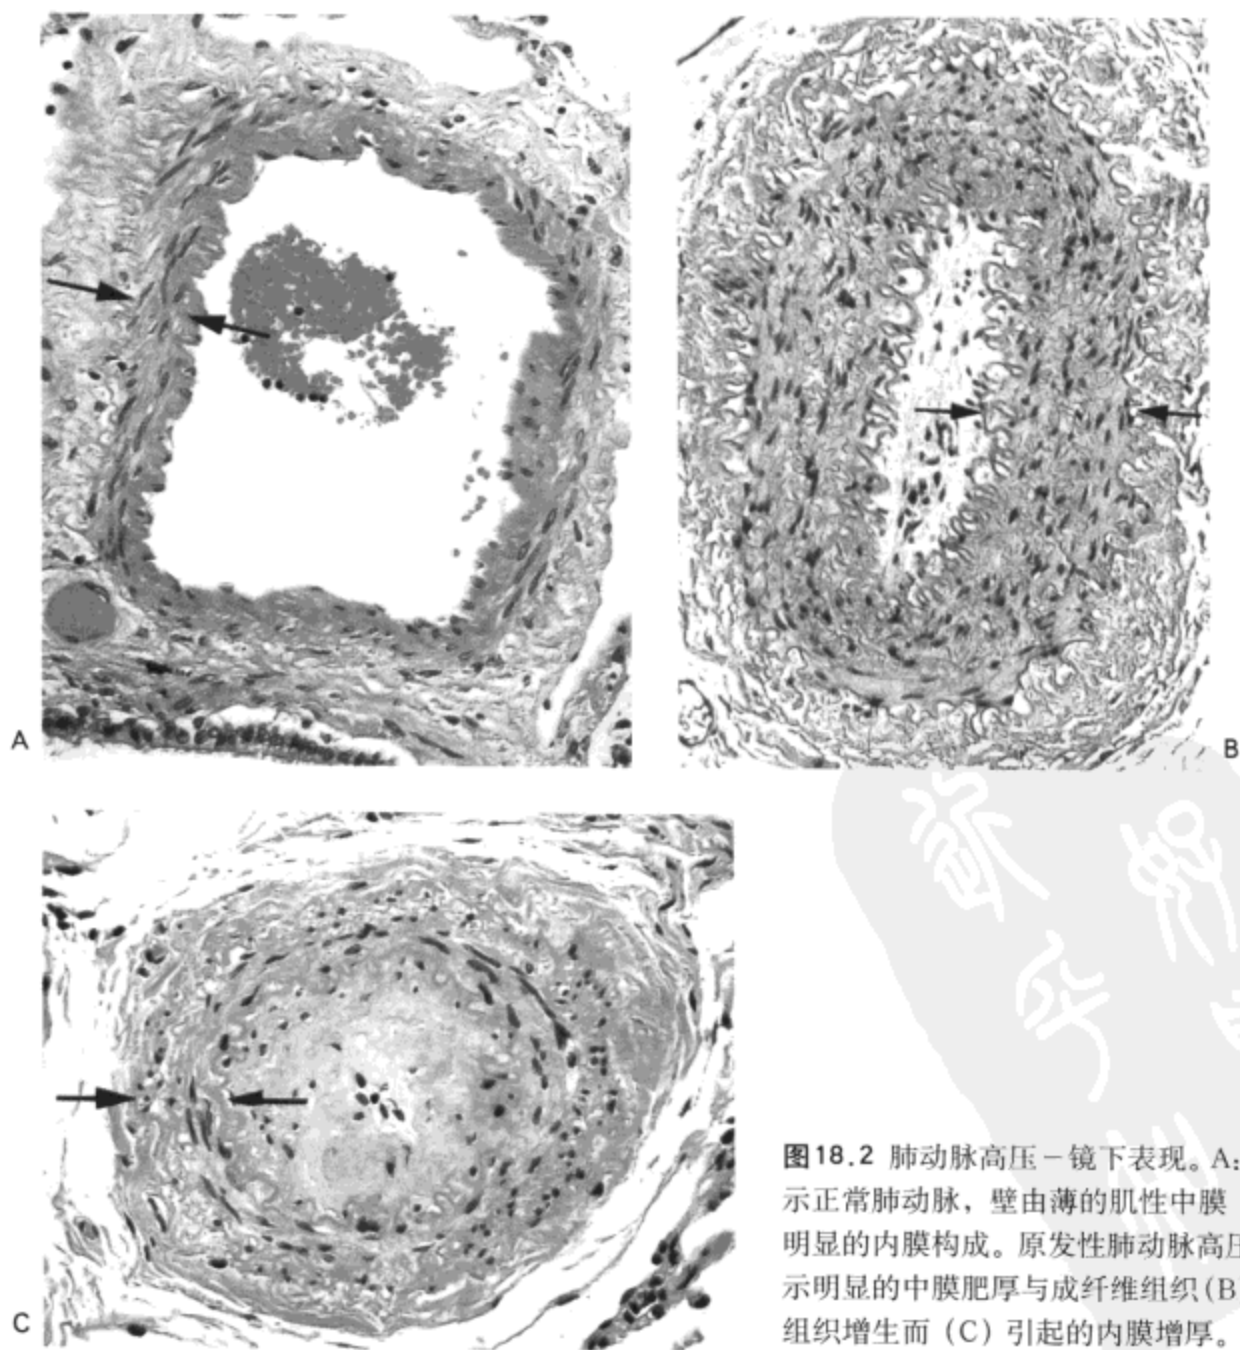 A
B
C
图18.2 肺动脉高压－镜下表现。A：
示正常肺动脉，壁由薄的肌性中膜
明显的内膜构成。原发性肺动脉高压
示明显的中膜肥厚与成纤维组织(B
组织增生而（C）引起的内膜增厚。